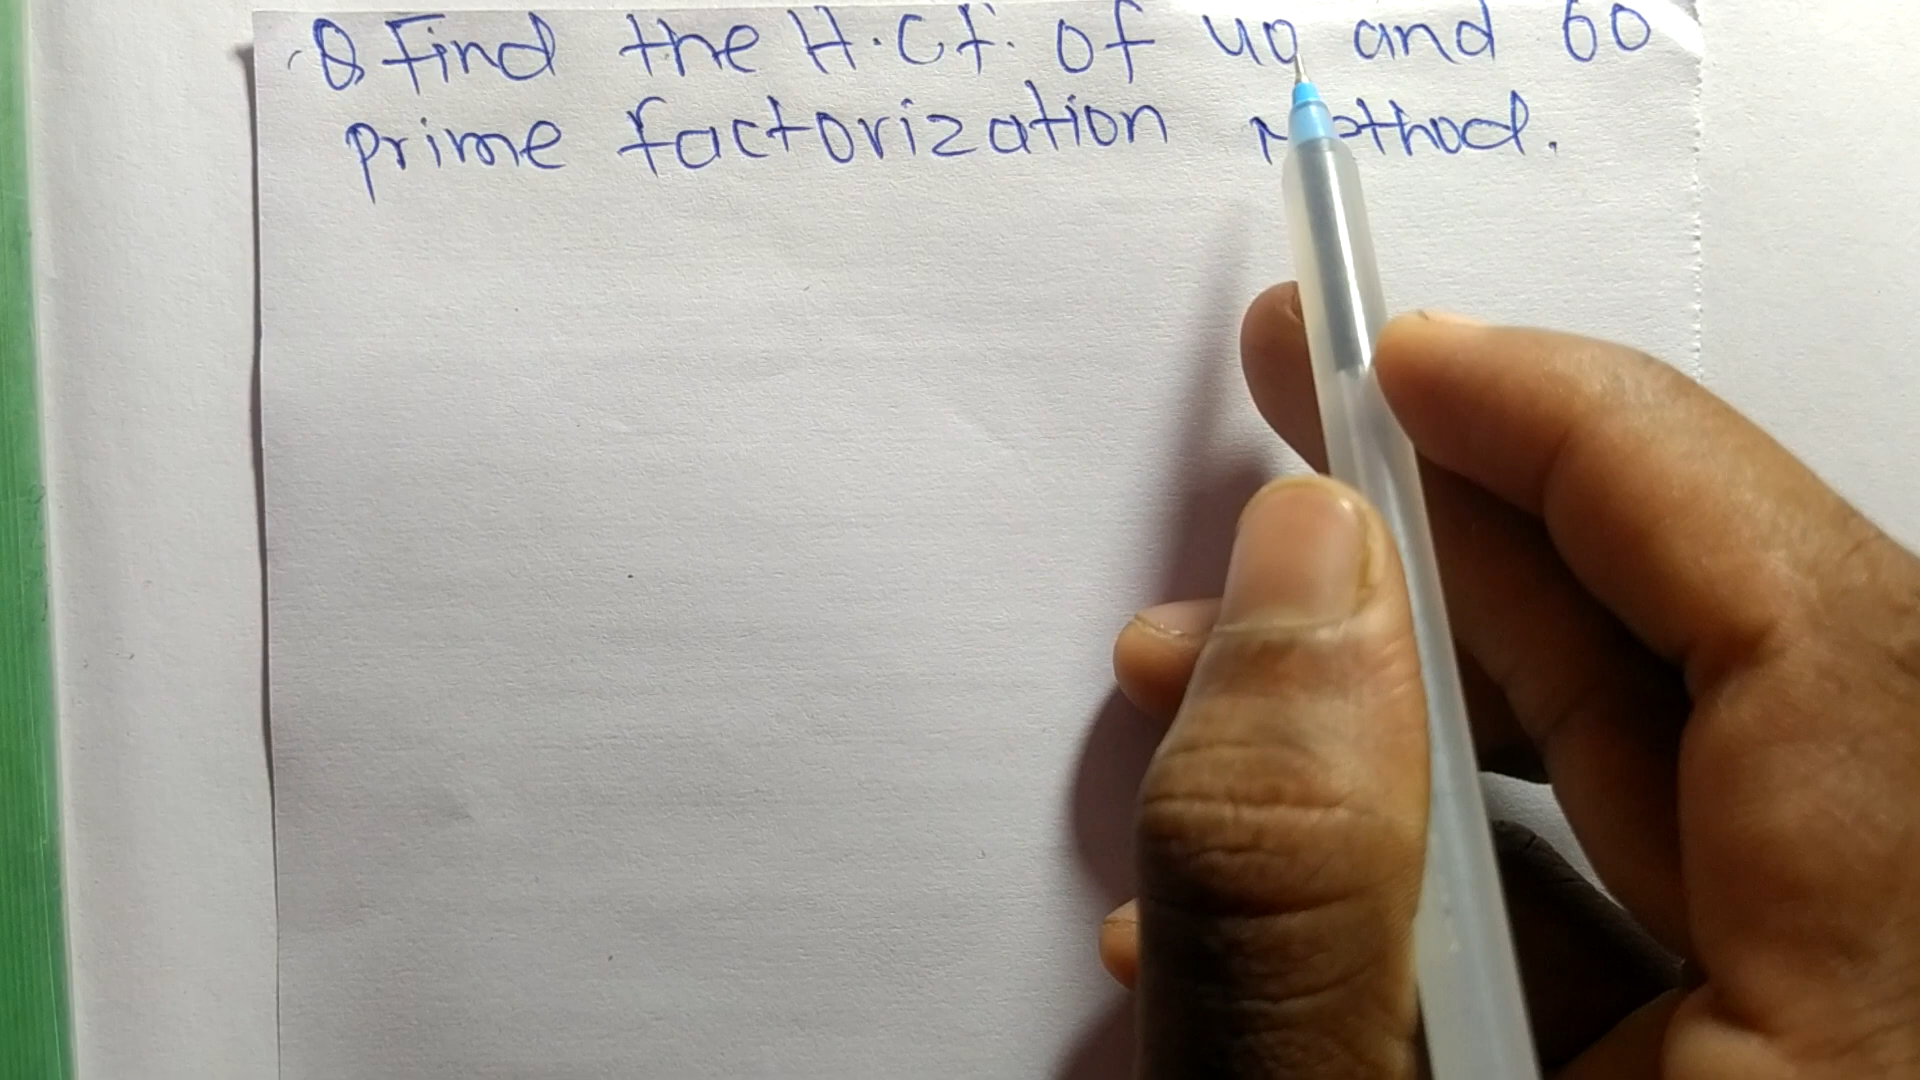 Q Find the H.C.F. of 40 and 60
prime factorization Method.